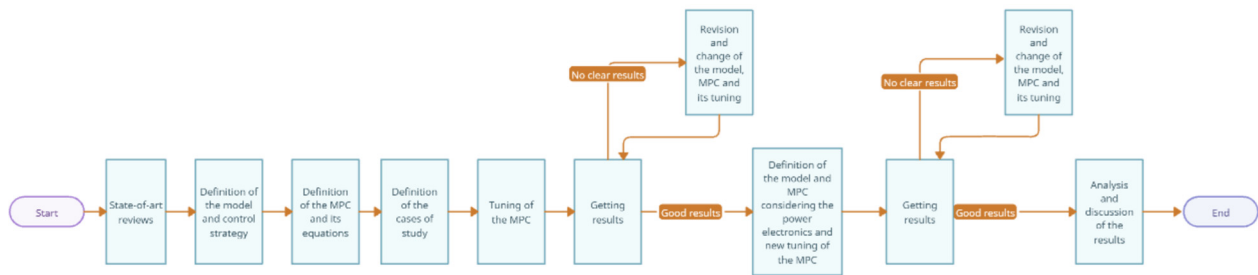 Start
State-of-art
reviews
Definition of
the model
and control
strategy
Definition
of the MPC
and its
equations
Definition
of the
cases of
study
Tuning of
the MPC
Getting
results
No clear results
Revision
and
change of
the model,
MPC and
its tuning
Good results
Definition of
the model and
MPC
considering the
power
electronics and
new tuning of
the MPC
Getting
results
No clear results
Revision
and
change of
the model,
MPC and
its tuning
Good results
Analysis
and
discussion
of the
results
End